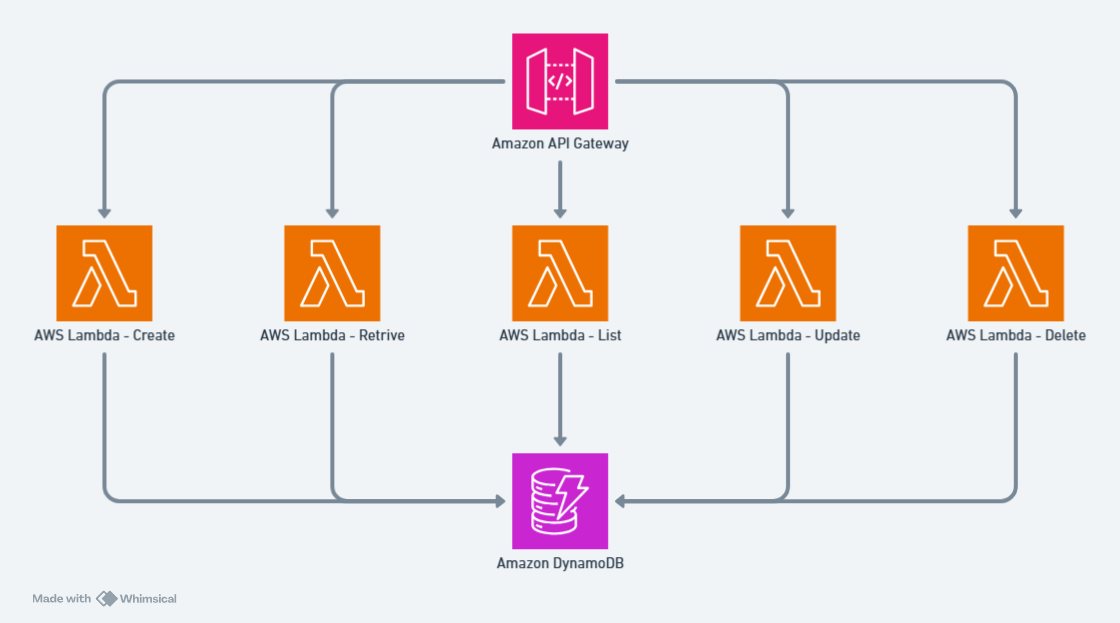 </>
Amazon API Gateway
AWS Lambda - Create
AWS Lambda - Retrive
AWS Lambda - List
AWS Lambda - Update
AWS Lambda - Delete
Amazon DynamoDB
Made with Whimsical